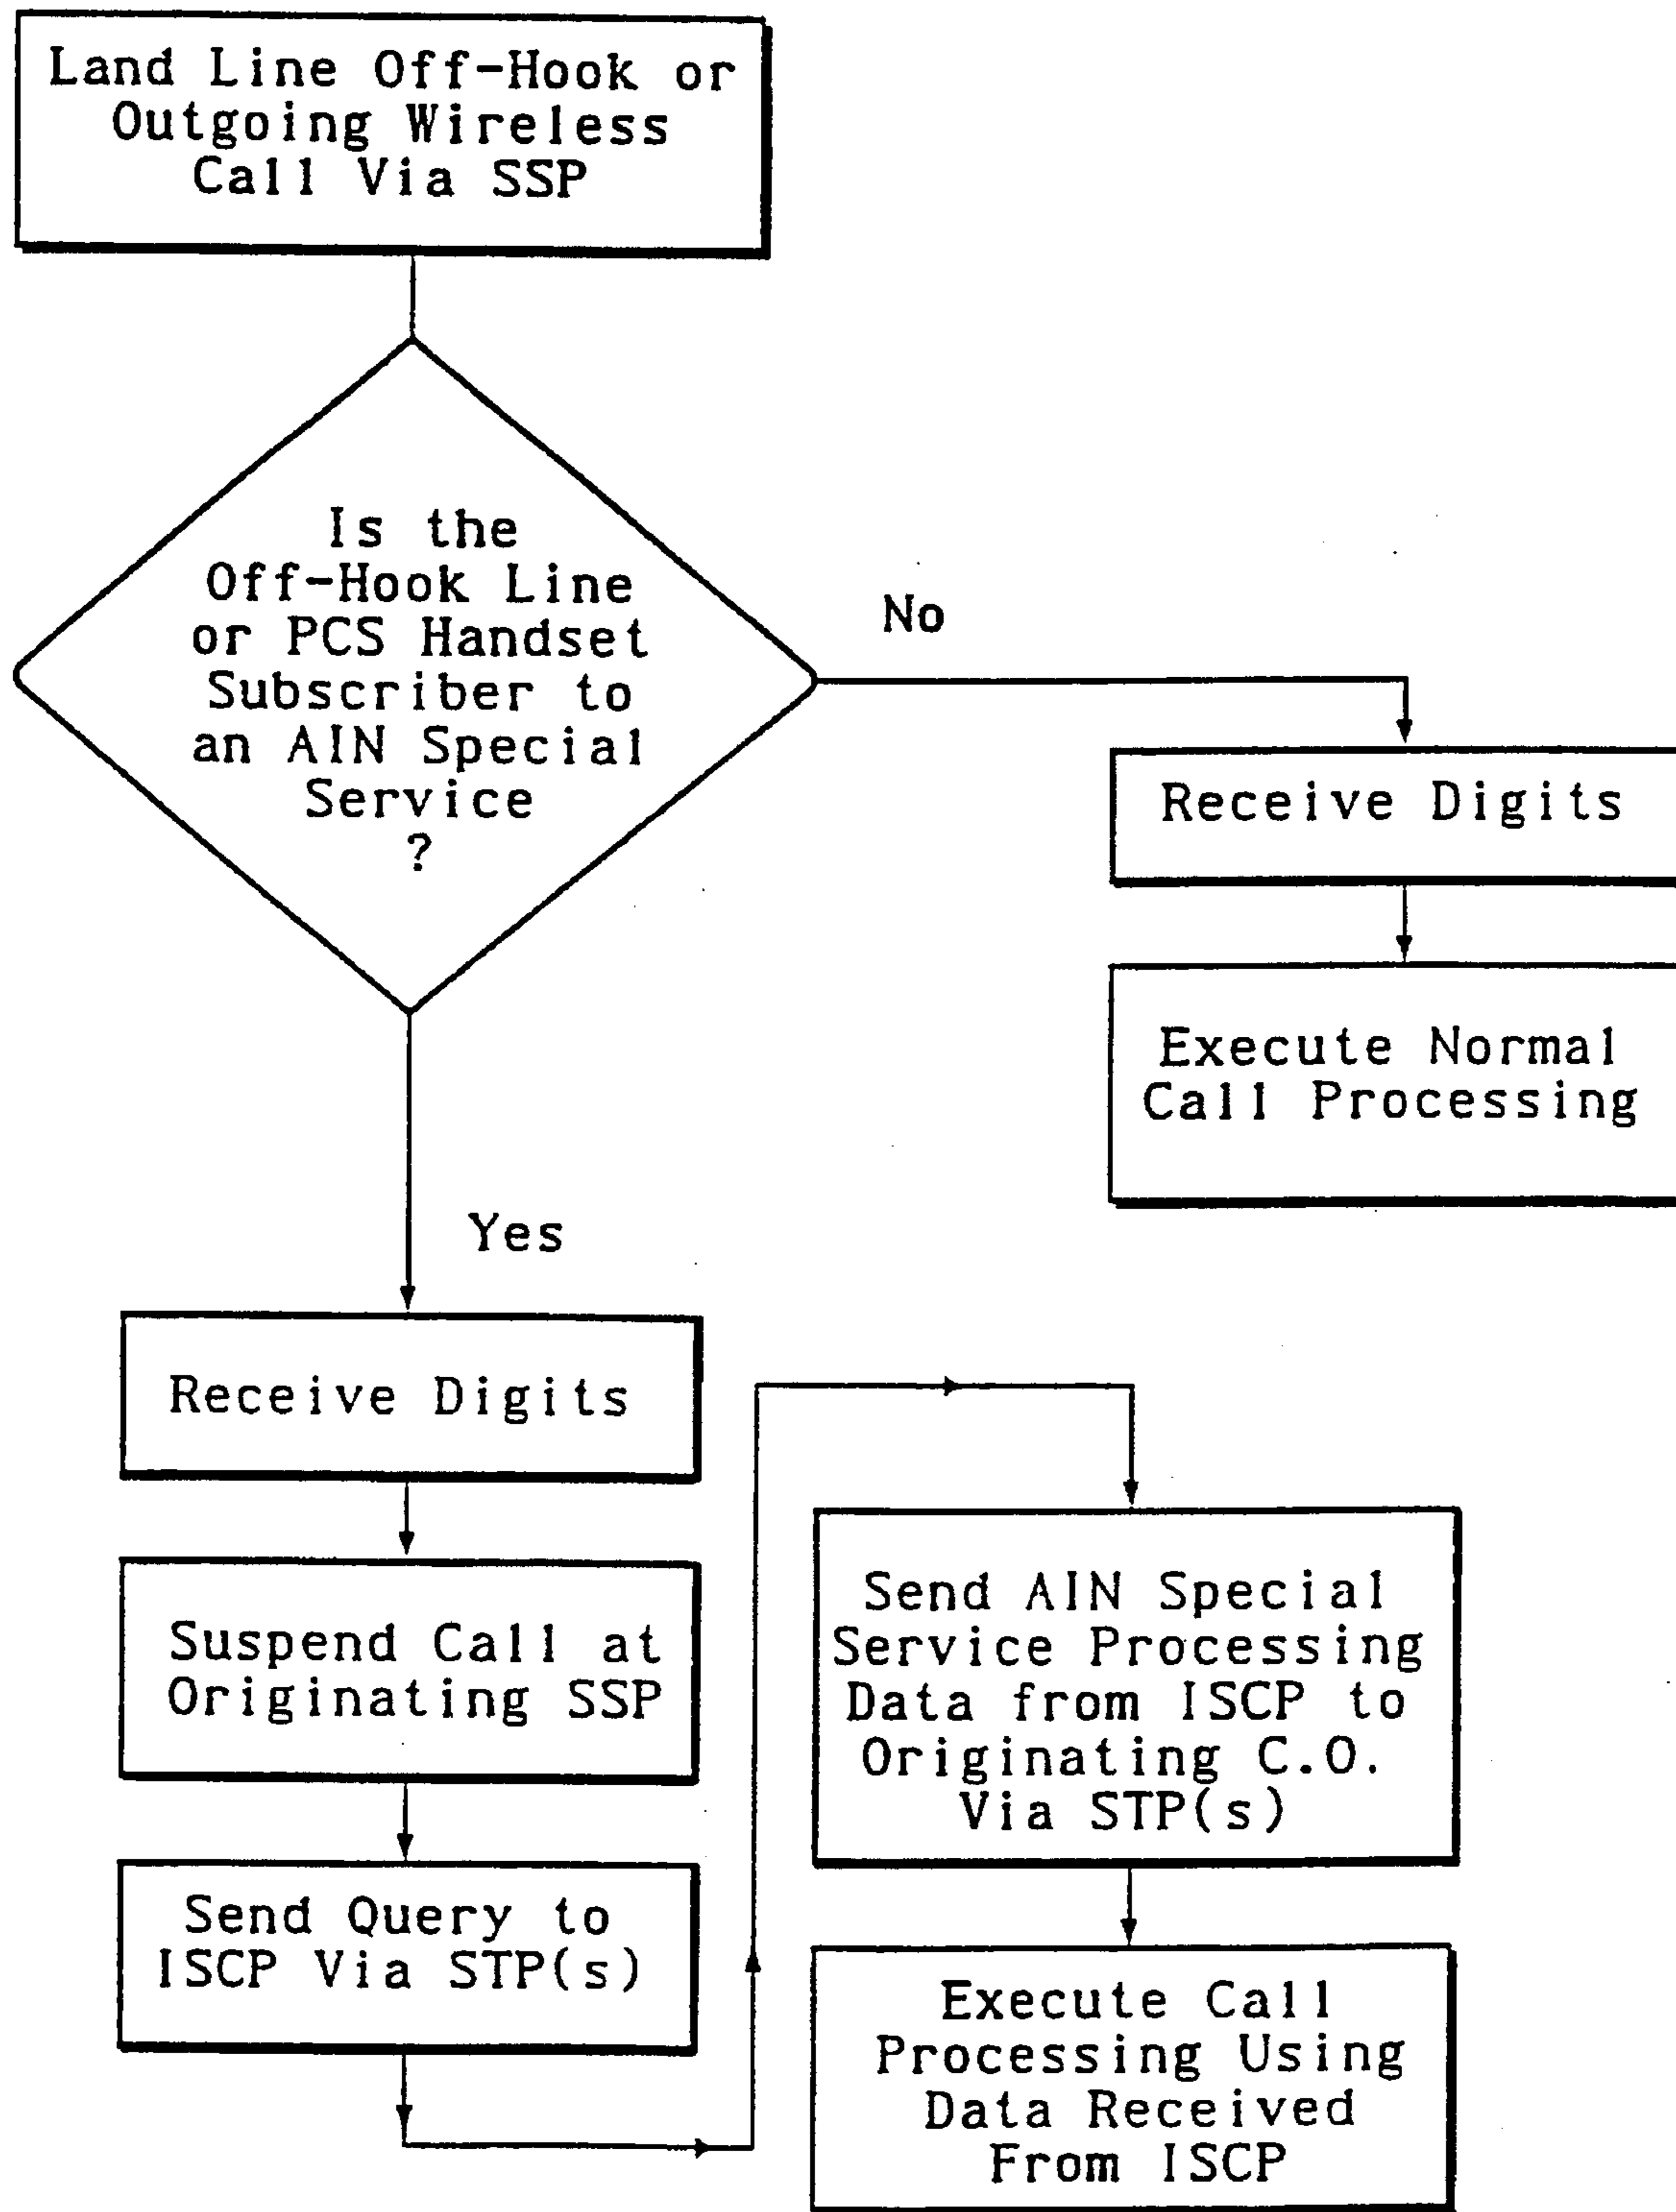 Land Line Off-Hook or
Outgoing Wireless
Call Via SSP
Is the
Off-Hook Line
or PCS Handset
Subscriber to
an AIN Special
Service
?
No
Receive Digits
Execute Normal
Call Processing
Yes
Receive Digits
Suspend Call at
Originating SSP
Send Query to
ISCP Via STP(s)
Send AIN Special
Service Processing
Data from ISCP to
Originating C.O.
Via STP(s)
Execute Call
Processing Using
Data Received
From ISCP